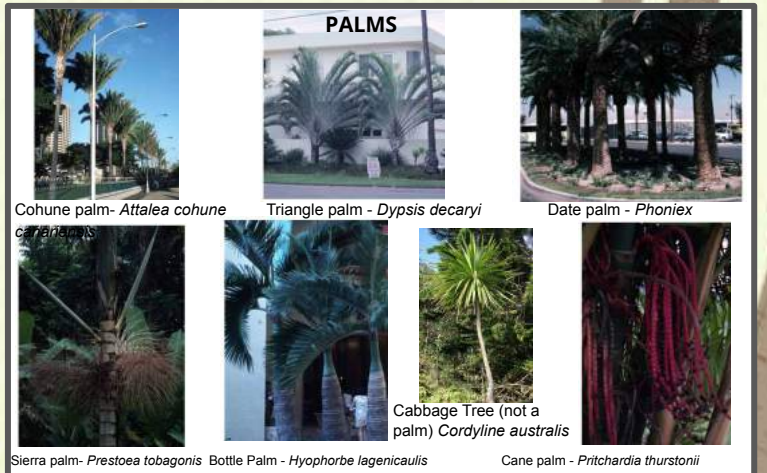 PALMS
Cohune palm- Attalea cohune
Triangle palm - Dypsis decaryi
Date palm - Phoniex
Cabbage Tree (not a
palm) Cordyline australis
Sierra palm- Prestoea tobagonis
Bottle Palm - Hyophorbe lagenicaulis
Cane palm - Pritchardia thurstonii